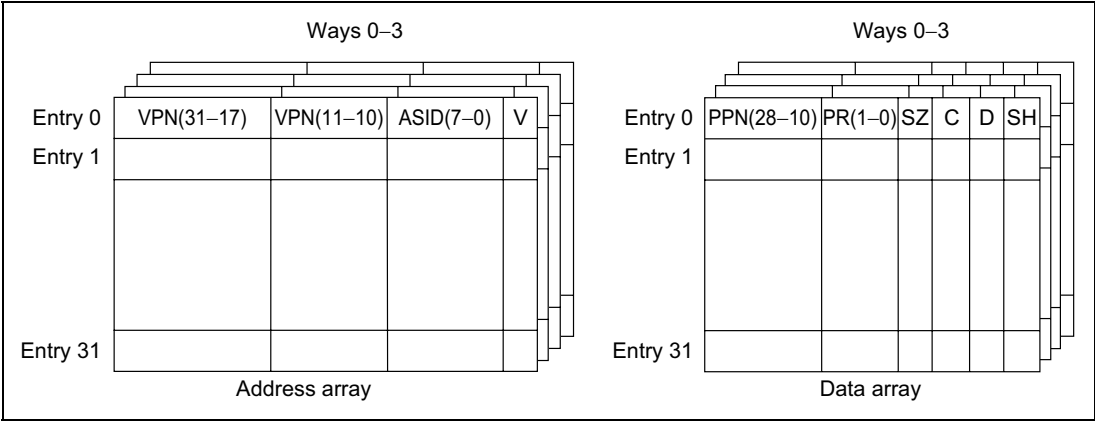 Ways 0–3 Ways 0–3
Entry 0 VPN(31–17) VPN(11–10) ASID(7–0) V Entry 0 PPN(28–10) PR(1–0) SZ C D SH
Entry 1 Entry 1
Entry 31 Entry 31
Address array Data array